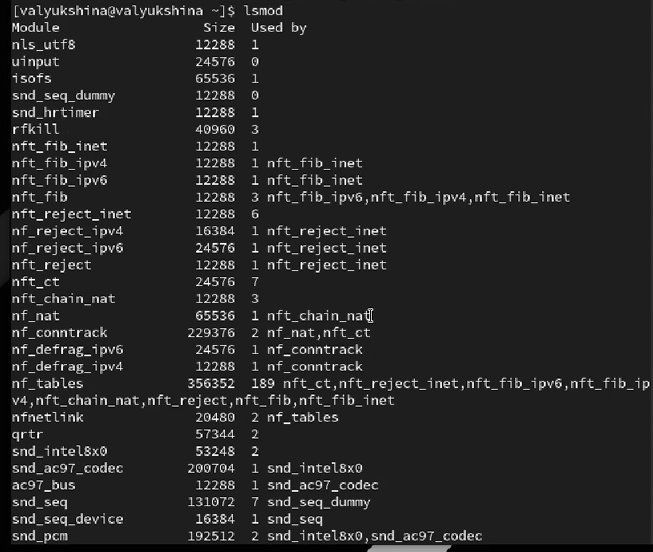 [valyukshina@valyukshina ~]$ lsmod
Module                  Size  Used by
nls_utf8               12288  1
uinput                 24576  0
isofs                  65536  1
snd_seq_dummy          12288  0
snd_hrtimer            12288  1
rfkill                 40960  3
nft_fib_inet           12288  1
nft_fib_ipv4           12288  1 nft_fib_inet
nft_fib_ipv6           12288  1 nft_fib_inet
nft_fib                12288  3 nft_fib_ipv6,nft_fib_ipv4,nft_fib_inet
nft_reject_inet        12288  6
nf_reject_ipv4         16384  1 nft_reject_inet
nf_reject_ipv6         24576  1 nft_reject_inet
nft_reject             12288  1 nft_reject_inet
nft_ct                 24576  7
nft_chain_nat          12288  3
nf_nat                 65536  1 nft_chain_nat
nf_conntrack          229376  2 nf_nat,nft_ct
nf_defrag_ipv6         24576  1 nf_conntrack
nf_defrag_ipv4         12288  1 nf_conntrack
nf_tables             356352  189 nft_ct,nft_reject_inet,nft_fib_ipv6,nft_fib_ip
v4,nft_chain_nat,nft_reject,nft_fib,nft_fib_inet
nfnetlink              20480  2 nf_tables
qrtr                   57344  2
snd_intel8x0           53248  2
snd_ac97_codec        200704  1 snd_intel8x0
ac97_bus               12288  1 snd_ac97_codec
snd_seq               131072  7 snd_seq_dummy
snd_seq_device         16384  1 snd_seq
snd_pcm               192512  2 snd_intel8x0,snd_ac97_codec